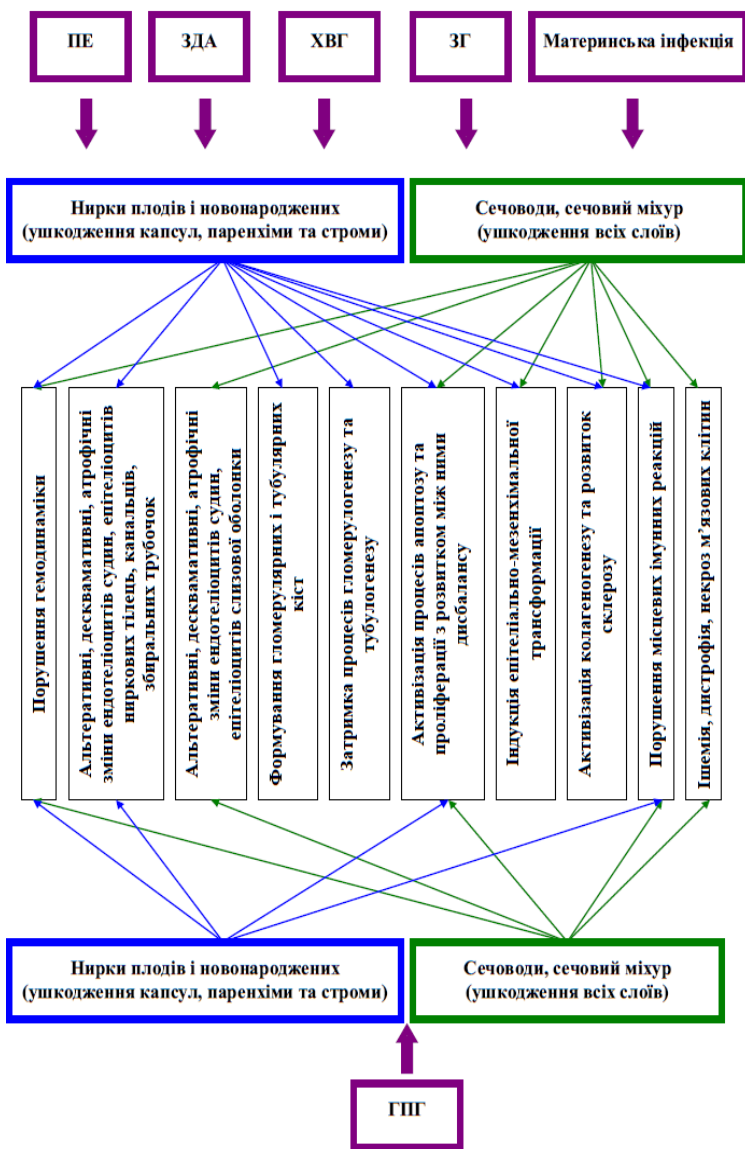 ПЕ
ЗДА
ХВГ
ЗГ
Материнська інфекція
Нирки плодів і новонароджених
(ушкодження капсул, паренхіми та строми)
Сечоводи, сечовий міхур
(ушкодження всіх слоїв)
Порушення гемодинаміки
Альтеративні, десквамативні, атрофічні
зміни ендотеліоцитів судин, епітеліоцитів
ниркових тілець, канальців,
збиральних трубочок
Альтеративні, десквамативні, атрофічні
зміни ендотеліоцитів судин,
епітеліоцитів слизової оболонки
Формування гломерулярних і тубулярних
кіст
Затримка процесів гломерулогенезу та
тубулогенезу
Активізація процесів апоптозу та
проліферації з розвитком між ними
дисбалансу
Індукція епітеліально-мезенхімальної
трансформації
Активізація колагеногенезу та розвиток
склерозу
Порушення місцевих імунних реакцій
Ішемія, дистрофія, некроз м’язових клітин
Нирки плодів і новонароджених
(ушкодження капсул, паренхіми та строми)
Сечоводи, сечовий міхур
(ушкодження всіх слоїв)
ГПГ